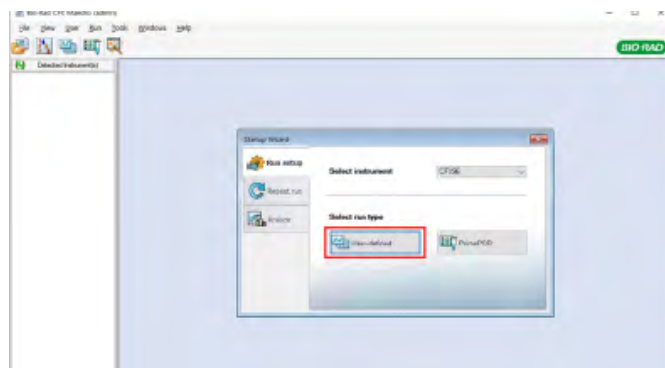 Bio-Rad CFX Maestro (admin)
File View User Run Tools Windows Help
BIO-RAD
Detected Instrument(s)
Startup Wizard
Run setup
Select instrument
CFX96
Repeat run
Analyze
Select run type
User-defined
PrimePCR